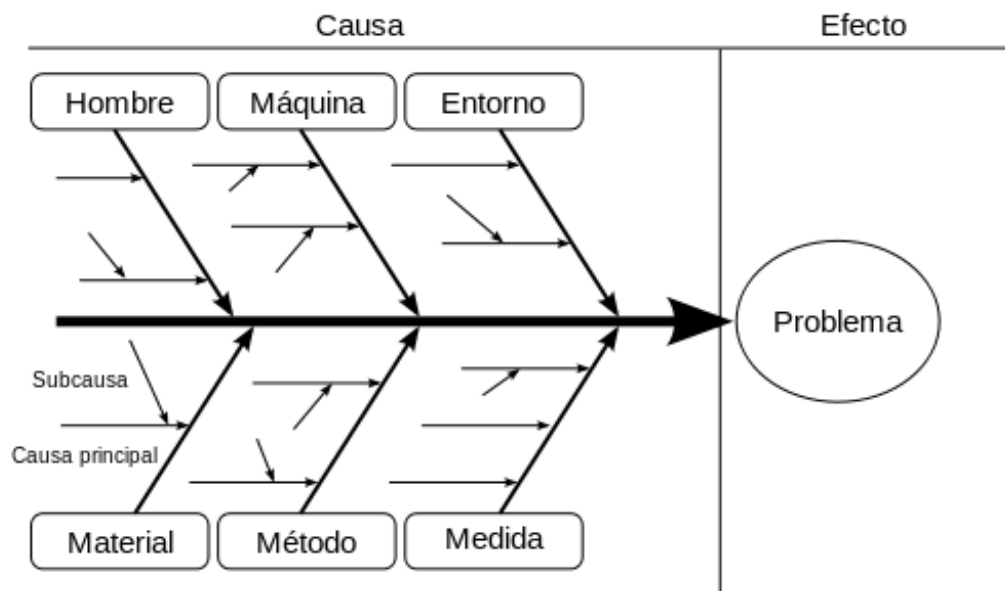 Causa
Efecto
Hombre
Máquina
Entorno
Problema
Subcausa
Causa principal
Material
Método
Medida